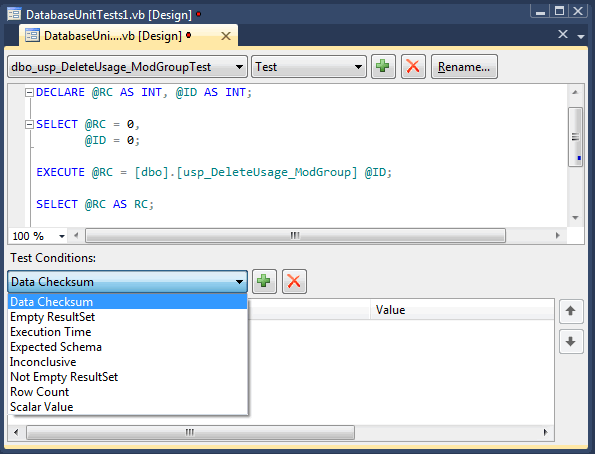 DatabaseUnitTests1.vb [Design]
DatabaseUni....vb [Design]
dbo_usp_DeleteUsage_ModGroupTest Test Rename...
DECLARE @RC AS INT, @ID AS INT;
SELECT @RC = 0,
@ID = 0;
EXECUTE @RC = [dbo].[usp_DeleteUsage_ModGroup] @ID;
SELECT @RC AS RC;
100 %
Test Conditions:
Data Checksum
Data Checksum
Empty ResultSet
Value
Execution Time
Expected Schema
Inconclusive
Not Empty ResultSet
Row Count
Scalar Value